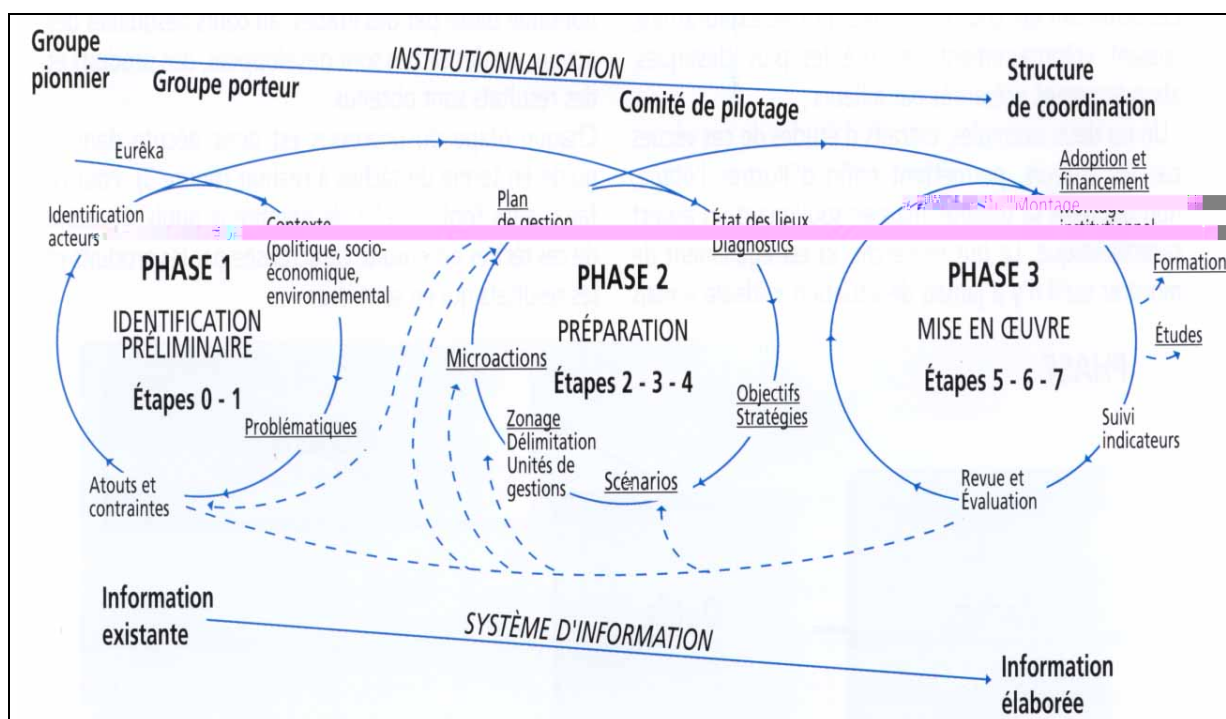 Groupe
pionnier
Groupe porteur
INSTITUTIONNALISATION
Comité de pilotage
Structure
de coordination
Eurêka
Identification
acteurs
Contexte
(politique, socio-
économique,
environnemental
PHASE 1
IDENTIFICATION
PRÉLIMINAIRE
Étapes 0 - 1
Problématiques
Atouts et
contraintes
Plan
de gestion
État des lieux
Diagnostics
PHASE 2
PRÉPARATION
Étapes 2 - 3 - 4
Microactions
Zonage
Délimitation
Unités de
gestions
Scénarios
Objectifs
Stratégies
Adoption et
financement
Montage
institutionnel
PHASE 3
MISE EN ŒUVRE
Étapes 5 - 6 - 7
Formation
Études
Suivi
indicateurs
Revue et
Évaluation
Information
existante
SYSTÈME D'INFORMATION
Information
élaborée